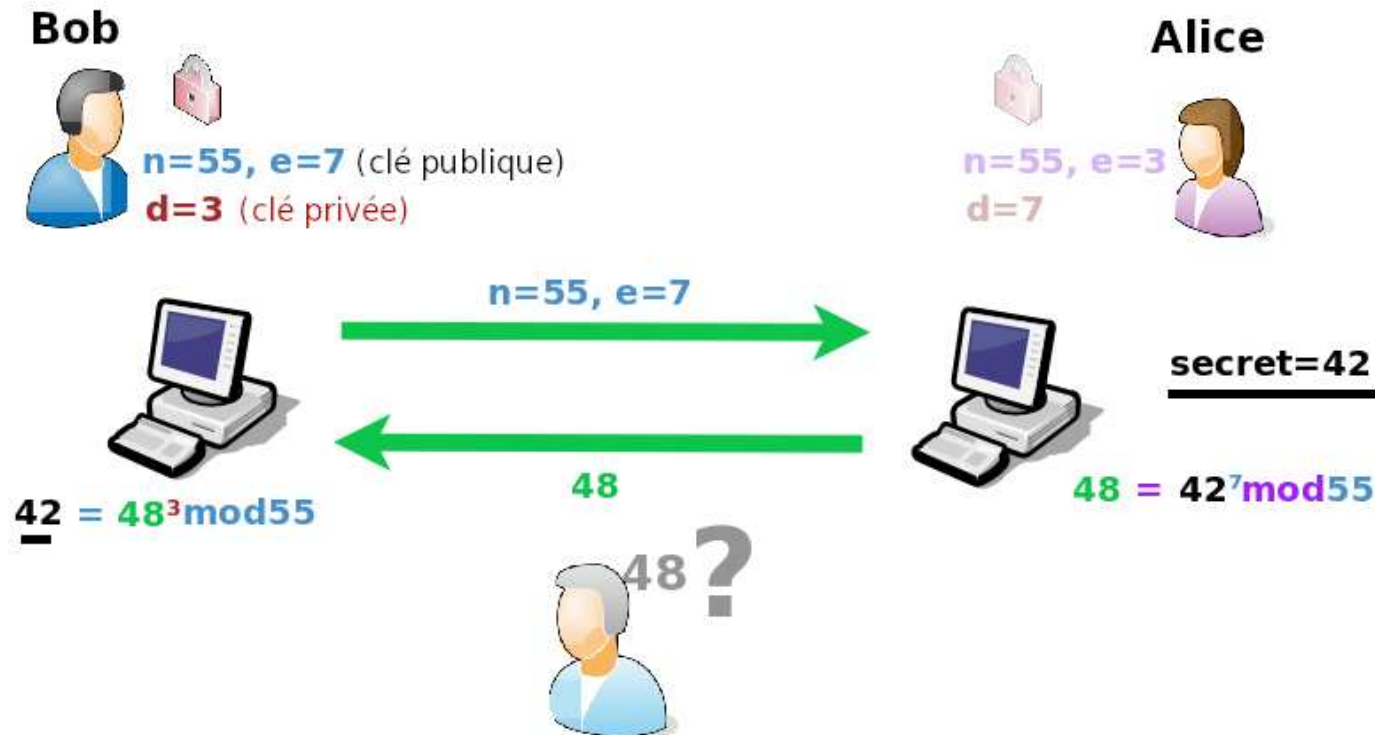 Bob
Alice
n=55, e=7 (clé publique)
n=55, e=3
d=3 (clé privée)
d=7
n=55, e=7
secret=42
48
42 = 48³mod55
48 = 42⁷mod55
48 ?